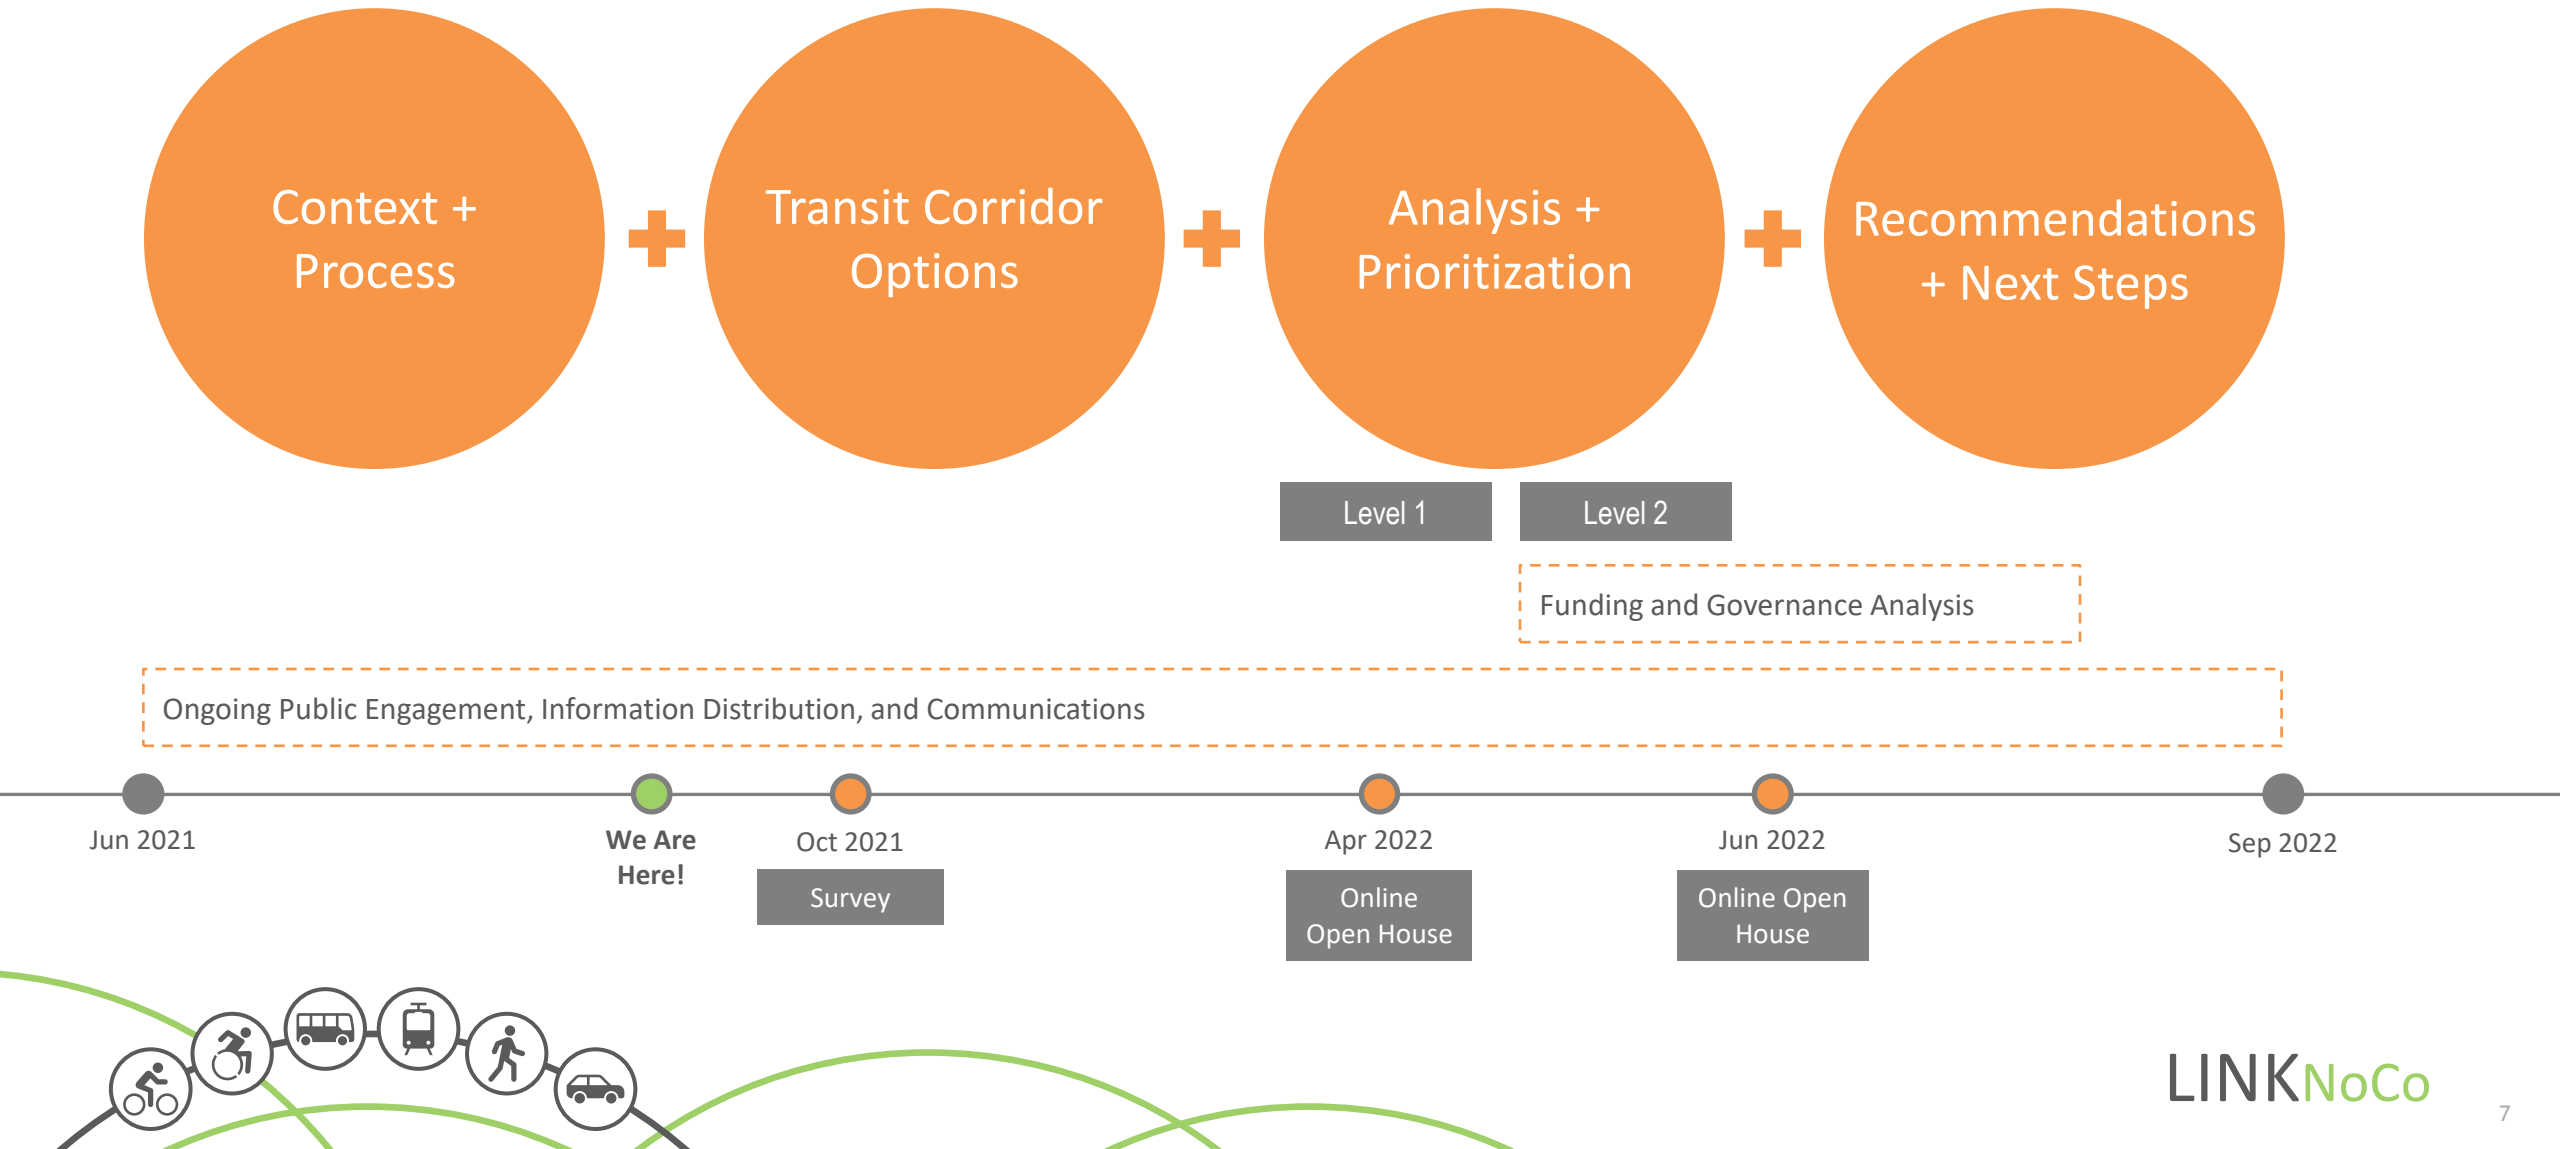 Context +
Process
Transit Corridor
Options
Analysis +
Prioritization
Recommendations
+ Next Steps
Level 1
Level 2
Funding and Governance Analysis
Ongoing Public Engagement, Information Distribution, and Communications
Jun 2021
We Are
Here!
Oct 2021
Survey
Apr 2022
Online
Open House
Jun 2022
Online Open
House
Sep 2022
LINKNoCo
7